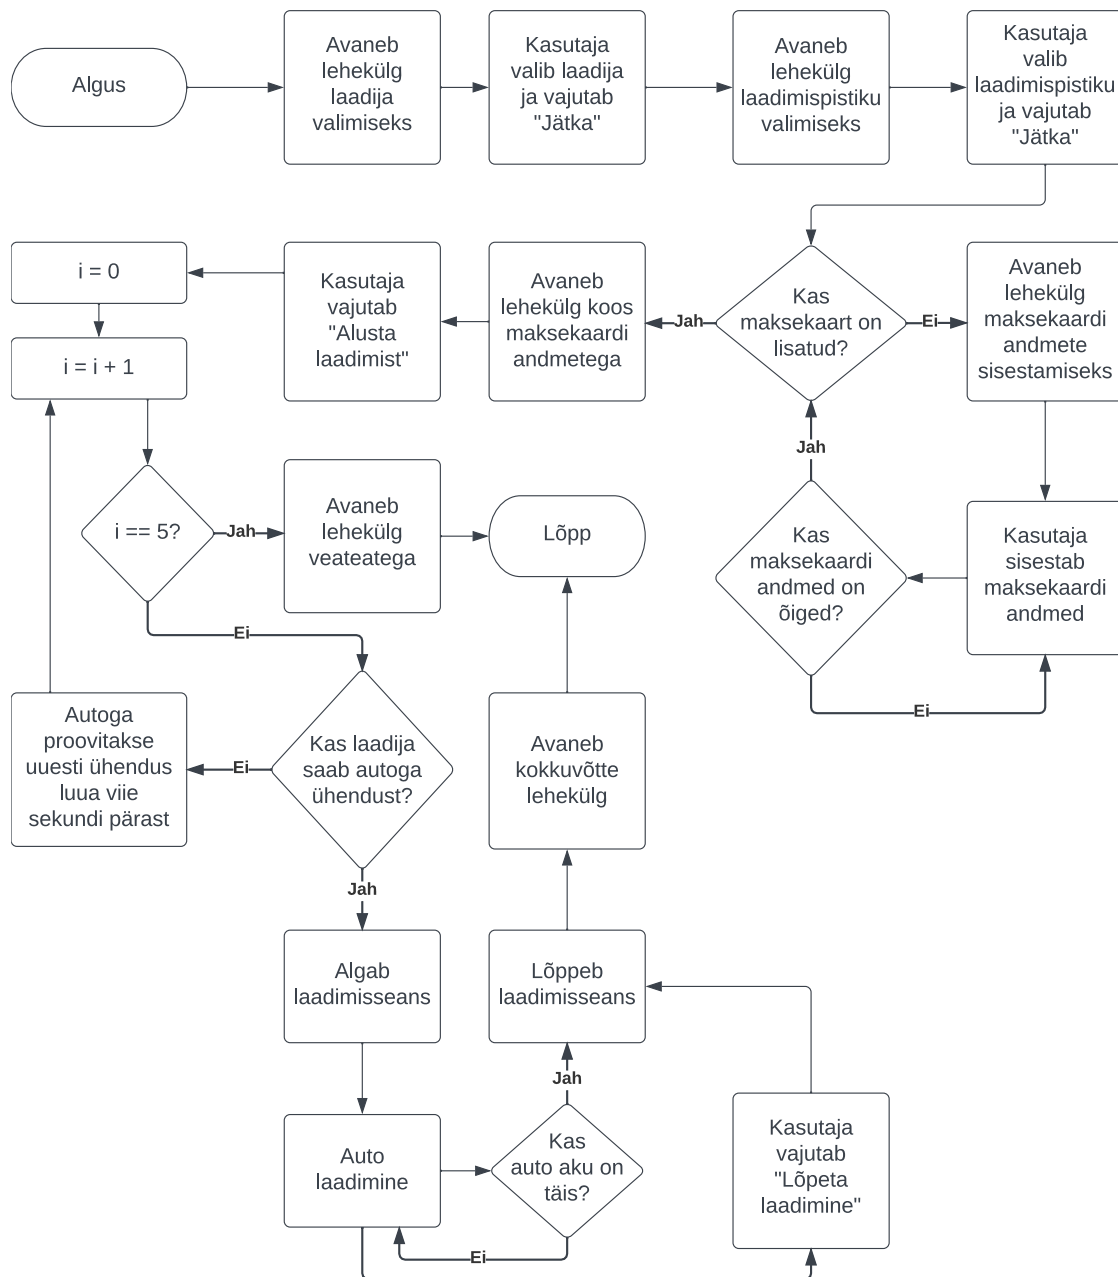 Algus
Avaneb
lehekülg
laadija
valimiseks
Kasutaja
valib laadija
ja vajutab
"Jätka"
Avaneb
lehekülg
laadimispistiku
valimiseks
Kasutaja
valib
laadimispistiku
ja vajutab
"Jätka"
i = 0
i = i + 1
Kasutaja
vajutab
"Alusta
laadimist"
Avaneb
lehekülg koos
maksekaardi
andmetega
Jah
Kas
maksekaart on
lisatud?
Ei
Avaneb
lehekülg
maksekaardi
andmete
sisestamiseks
Jah
i == 5?
Jah
Avaneb
lehekülg
veateatega
Lõpp
Kas
maksekaardi
andmed on
õiged?
Kasutaja
sisestab
maksekaardi
andmed
Ei
Ei
Autoga
proovitakse
uuesti ühendus
luua viie
sekundi pärast
Ei
Kas laadija
saab autoga
ühendust?
Avaneb
kokkuvõtte
lehekülg
Jah
Algab
laadimisseans
Lõppeb
laadimisseans
Jah
Auto
laadimine
Kas
auto aku on
täis?
Kasutaja
vajutab
"Lõpeta
laadimine"
Ei